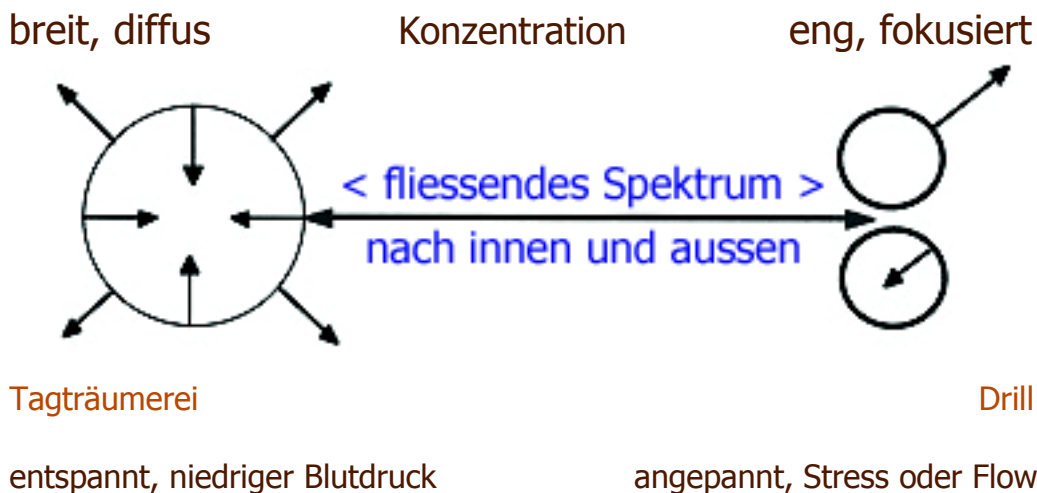 breit, diffus Konzentration eng, fokusiert
< fliessendes Spektrum >
nach innen und aussen
Tagträumerei Drill
entspannt, niedriger Blutdruck angepannt, Stress oder Flow